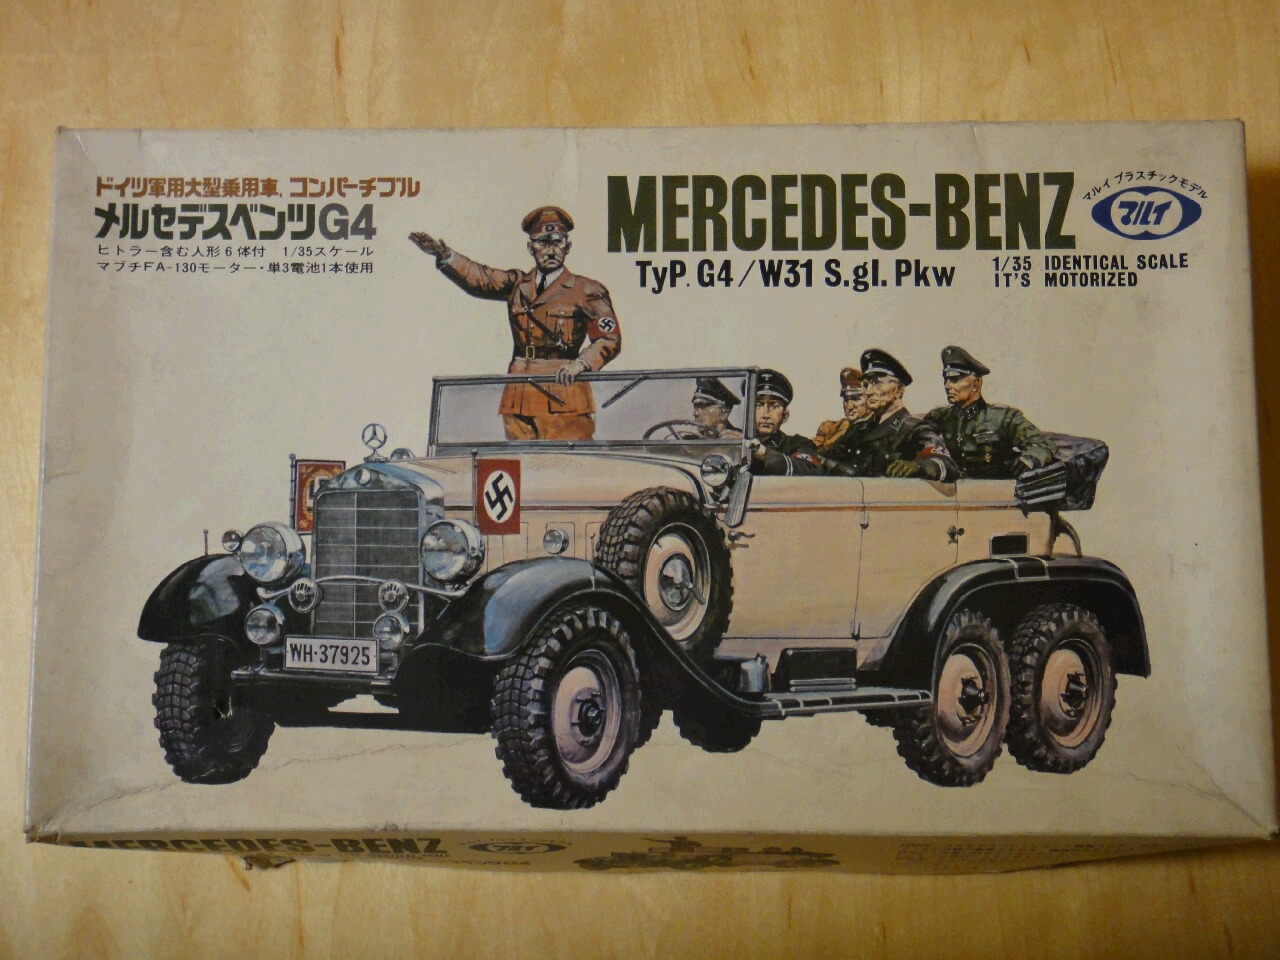 ドイツ軍用大型乗用車、コンバーチブル
メルセデスベンツG4
ヒトラー含む人形6体付 1/35スケール
マブチFA-130モーター・単3電池1本使用
MERCEDES-BENZ
TyP. G4/W31 S.gl. Pkw
1/35 IDENTICAL SCALE
IT'S MOTORIZED
マルイ プラスチックモデル
マルイ
WH-37925
MERCEDES-BENZ
マルイ